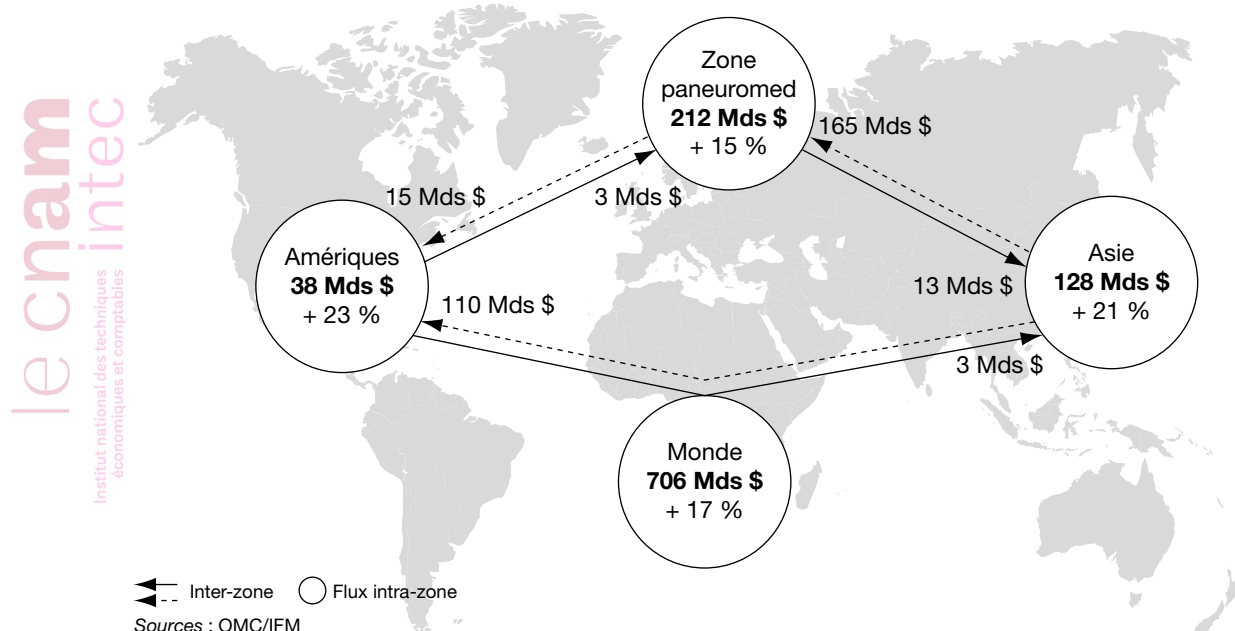 le cnam
intec
Institut national des techniques
économiques et comptables
Zone
paneuromed
212 Mds $
+ 15 %
165 Mds $
15 Mds $
3 Mds $
Amériques
38 Mds $
+ 23 %
Asie
128 Mds $
+ 21 %
13 Mds $
110 Mds $
3 Mds $
Monde
706 Mds $
+ 17 %
Inter-zone
Flux intra-zone
Sources : OMC/IFM